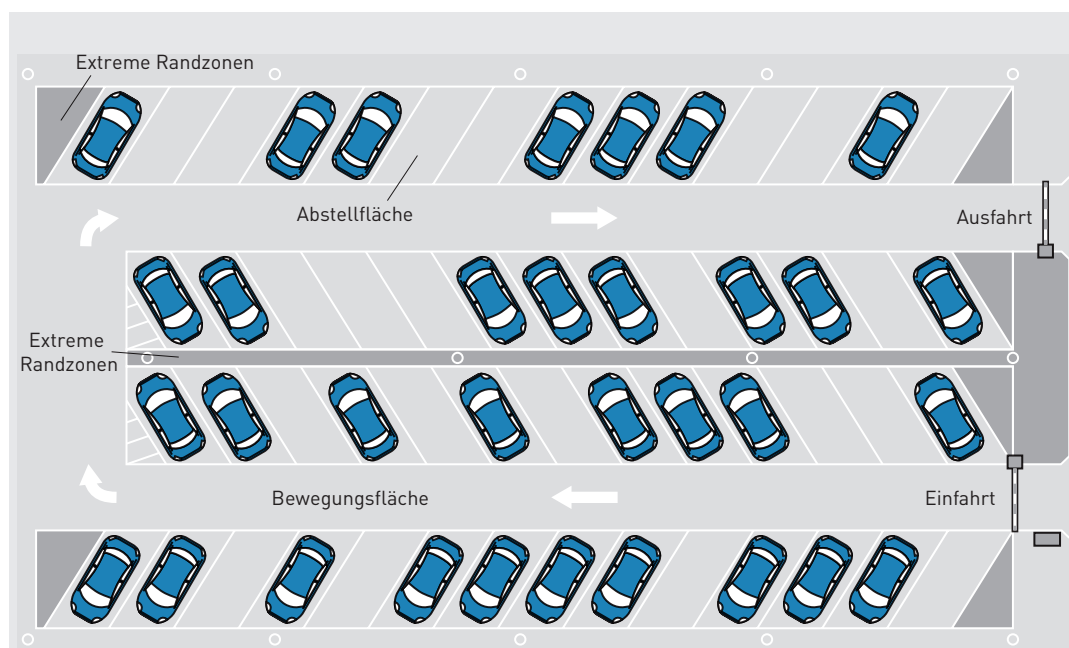 Extreme Randzonen
Abstellfläche
Ausfahrt
Extreme
Randzonen
Bewegungsfläche
Einfahrt